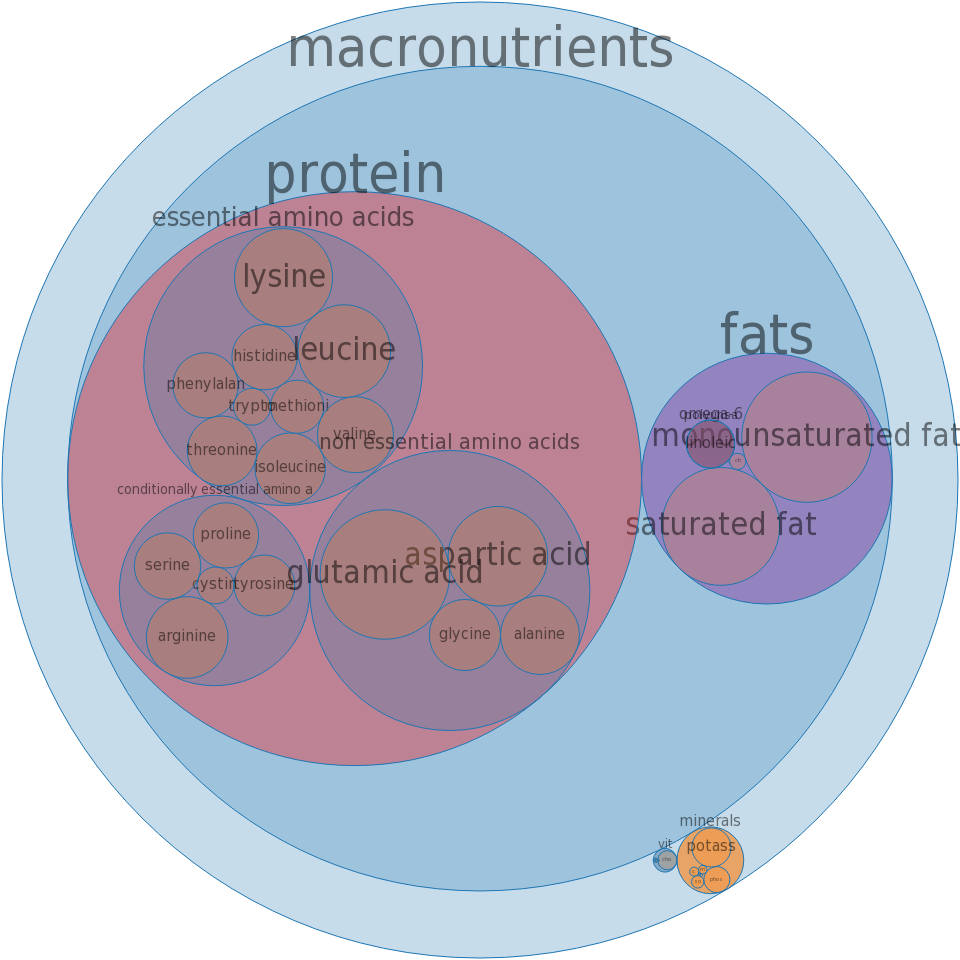 macronutrients
protein
essential amino acids
lysine
leucine
histidine
phenylalan
trypto
methioni
valine
threonine
isoleucine
non essential amino acids
conditionally essential amino a
proline
serine
cystin
tyrosine
arginine
aspartic acid
glutamic acid
glycine
alanine
fats
omega-6
linoleic
monounsaturated fat
saturated fat
minerals
potass
phos
vit
cho